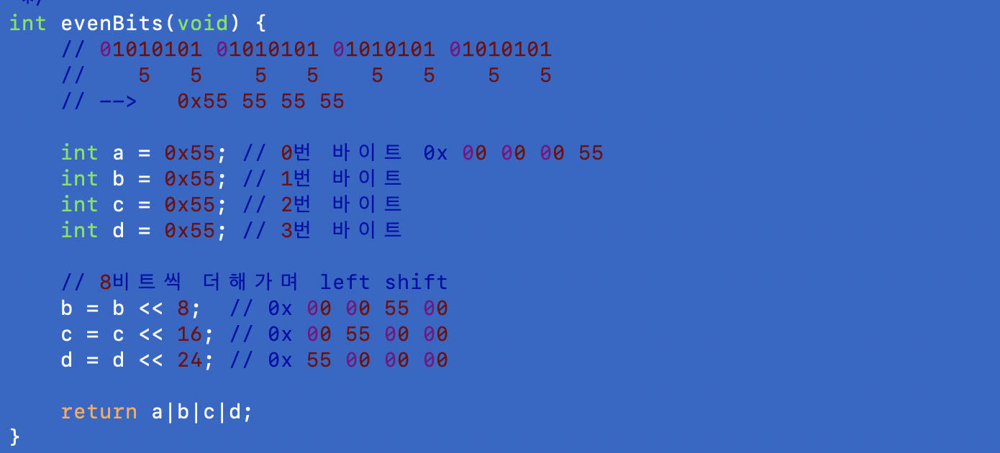 */
int evenBits(void) {
    // 01010101 01010101 01010101 01010101
    //    5   5    5   5    5   5    5   5
    // -->   0x55 55 55 55

    int a = 0x55; // 0번 바이트 0x 00 00 00 55
    int b = 0x55; // 1번 바이트
    int c = 0x55; // 2번 바이트
    int d = 0x55; // 3번 바이트

    // 8비트씩 더해가며 left shift
    b = b << 8;  // 0x 00 00 55 00
    c = c << 16; // 0x 00 55 00 00
    d = d << 24; // 0x 55 00 00 00

    return a|b|c|d;
}